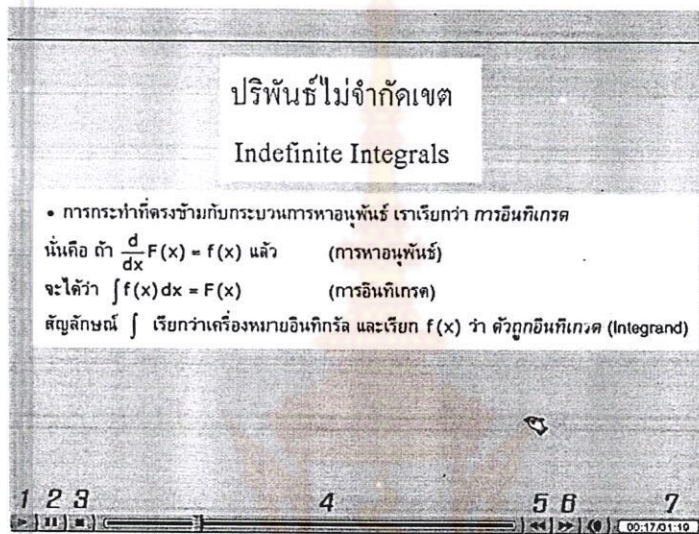 ปริพันธ์ไม่จำกัดเขต
Indefinite Integrals
• การกระทำที่ตรงข้ามกับกระบวนการหาอนุพันธ์ เราเรียกว่า การอินทิเกรต
นั่นคือ ถ้า d/dx F(x) = f(x) แล้ว (การหาอนุพันธ์)
จะได้ว่า ∫f(x)dx = F(x) (การอินทิเกรต)
สัญลักษณ์ ∫ เรียกว่าเครื่องหมายอินทิกรัล และเรียก f(x) ว่า ตัวถูกอินทิเกรต (Integrand)
1 2 3 4 5 6 7
00:17/01:19